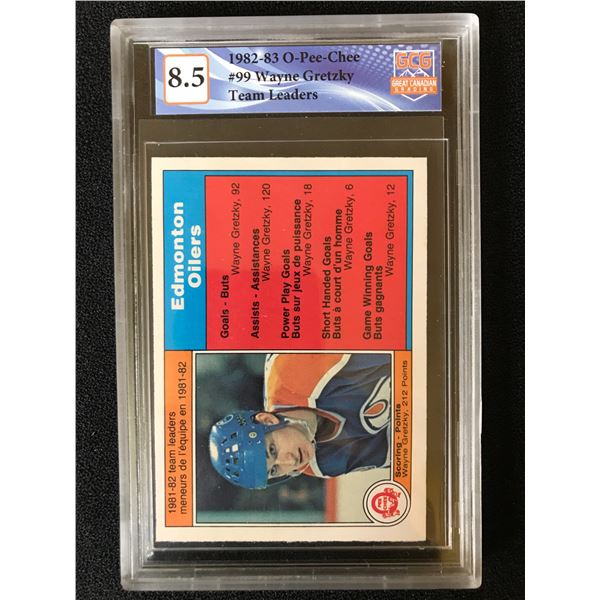 8.5
1982-83 O-Pee-Chee
#99 Wayne Gretzky
Team Leaders
GCG
GREAT CANADIAN
GRADING
1981-82 team leaders
meneurs de l'équipe en 1981-82
Edmonton
Oilers
Goals - Buts
Wayne Gretzky, 92
Assists - Assistances
Wayne Gretzky, 120
Power Play Goals
Buts sur jeux de puissance
Wayne Gretzky, 18
Short Handed Goals
Buts à court d'un homme
Wayne Gretzky, 6
Game Winning Goals
Buts gagnants
Wayne Gretzky, 12
Scoring - Points
Wayne Gretzky, 212 Points